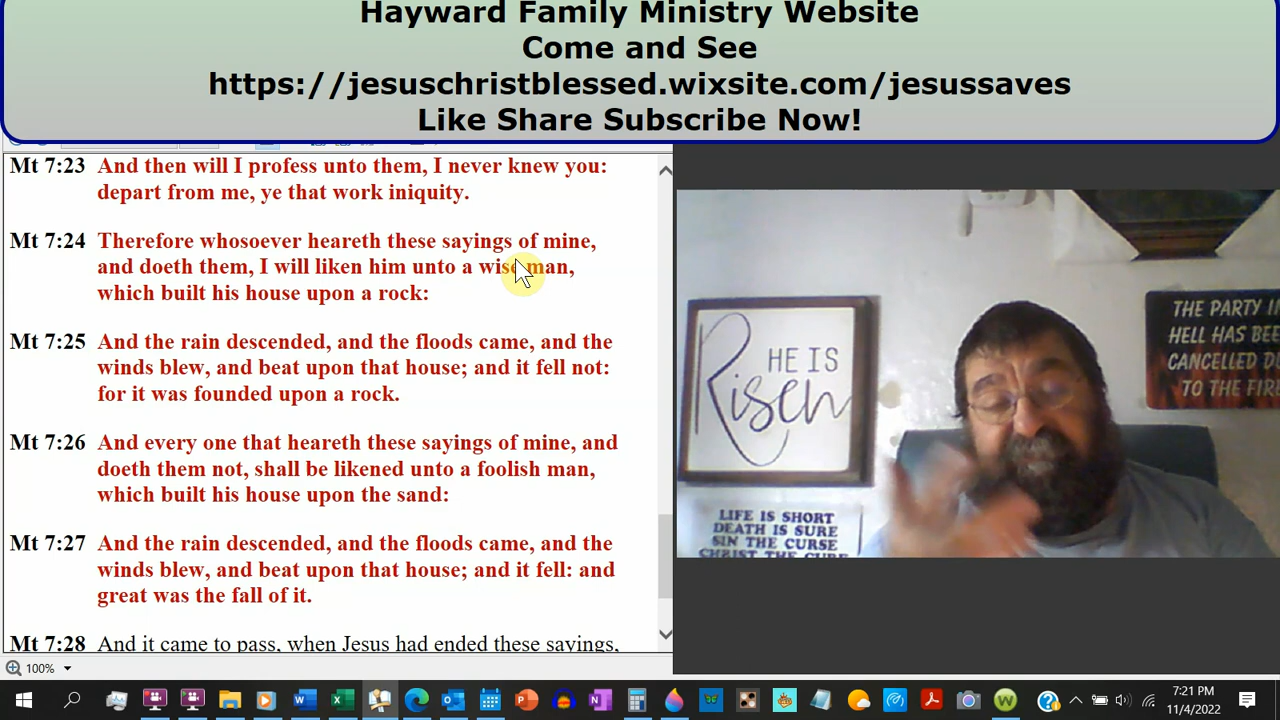 Hayward Family Ministry Website
Come and See
https://jesuschristblessed.wixsite.com/jesussaves
Like Share Subscribe Now!
Mt 7:23 And then will I profess unto them, I never knew you:
depart from me, ye that work iniquity.
Mt 7:24 Therefore whosoever heareth these sayings of mine,
and doeth them, I will liken him unto a wise man,
which built his house upon a rock:
Mt 7:25 And the rain descended, and the floods came, and the
winds blew, and beat upon that house; and it fell not:
for it was founded upon a rock.
Mt 7:26 And every one that heareth these sayings of mine, and
doeth them not, shall be likened unto a foolish man,
which built his house upon the sand:
Mt 7:27 And the rain descended, and the floods came, and the
winds blew, and beat upon that house; and it fell: and
great was the fall of it.
Mt 7:28 And it came to pass, when Jesus had ended these sayings,
HE IS
Risen
THE PARTY I
HELL HAS BEE
CANCELLED D
TO THE FIR
LIFE IS SHORT
DEATH IS SURE
SIN THE CURSE
CHRIST THE CURE
100%
7:21 PM
11/4/2022